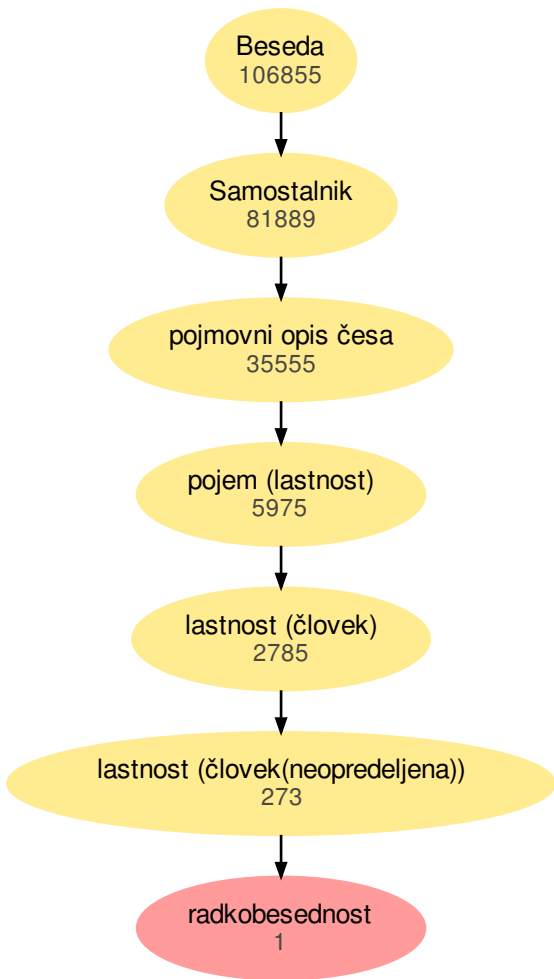 Beseda
106855
Samostalnik
81889
pojmovni opis česa
35555
pojem (lastnost)
5975
lastnost (človek)
2785
lastnost (človek(neopredeljena))
273
radkobesednost
1